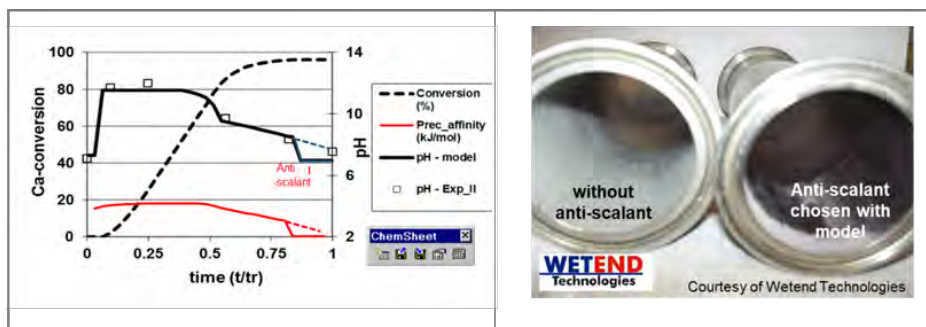 100
80
60
40
20
0
Ca-conversion
0
0.25
0.5
0.75
1
time (t/tr)
14
10
6
2
pH
Anti
-scalant
Conversion
(%)
Prec_affinity
(kJ/mol)
pH - model
pH - Exp_II
ChemSheet
without
anti-scalant
Anti-scalant
chosen with
model
WETEND
Technologies
Courtesy of Wetend Technologies